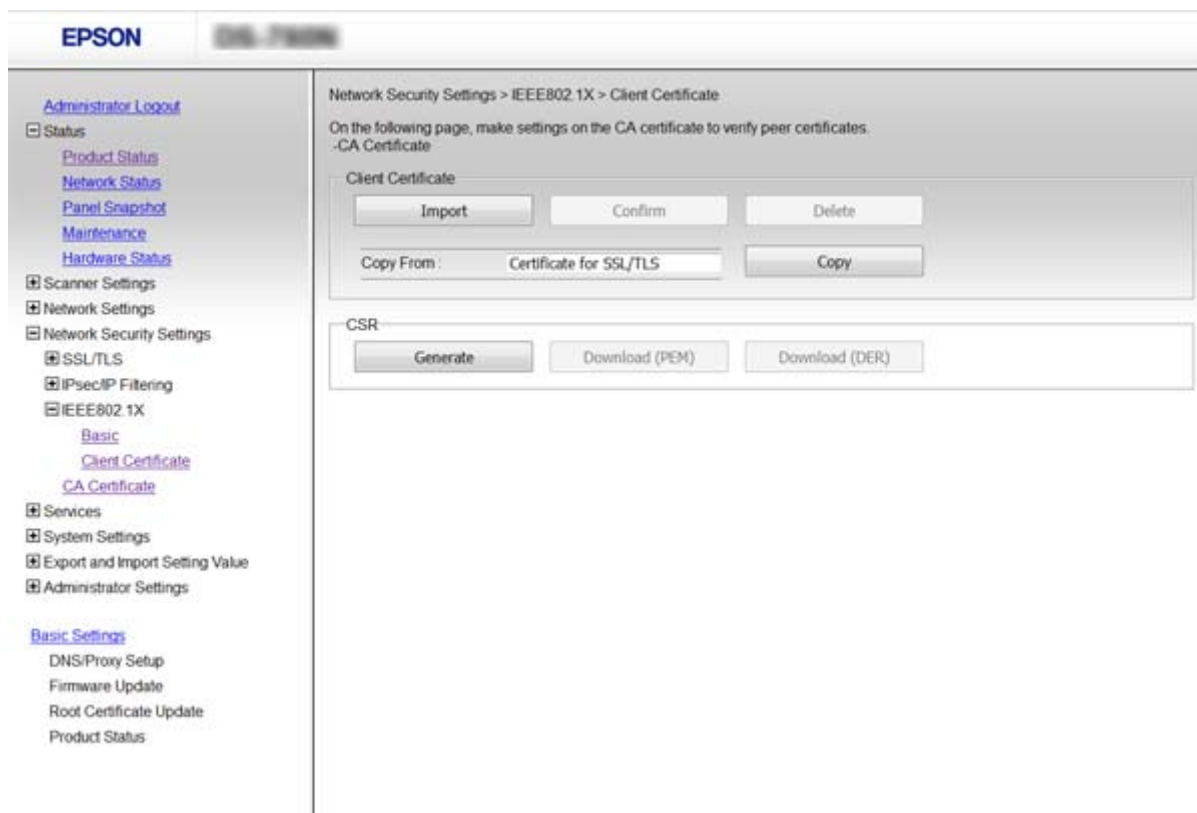 EPSON
Administrator Logout
Status
Product Status
Network Status
Panel Snapshot
Maintenance
Hardware Status
Scanner Settings
Network Settings
Network Security Settings
SSL/TLS
IPsec/IP Filtering
IEEE802.1X
Basic
Client Certificate
CA Certificate
Services
System Settings
Export and Import Setting Value
Administrator Settings
Basic Settings
DNS/Proxy Setup
Firmware Update
Root Certificate Update
Product Status
Network Security Settings > IEEE802.1X > Client Certificate
On the following page, make settings on the CA certificate to verify peer certificates.
-CA Certificate
Client Certificate
Import Confirm Delete
Copy From : Certificate for SSL/TLS Copy
CSR
Generate Download (PEM) Download (DER)